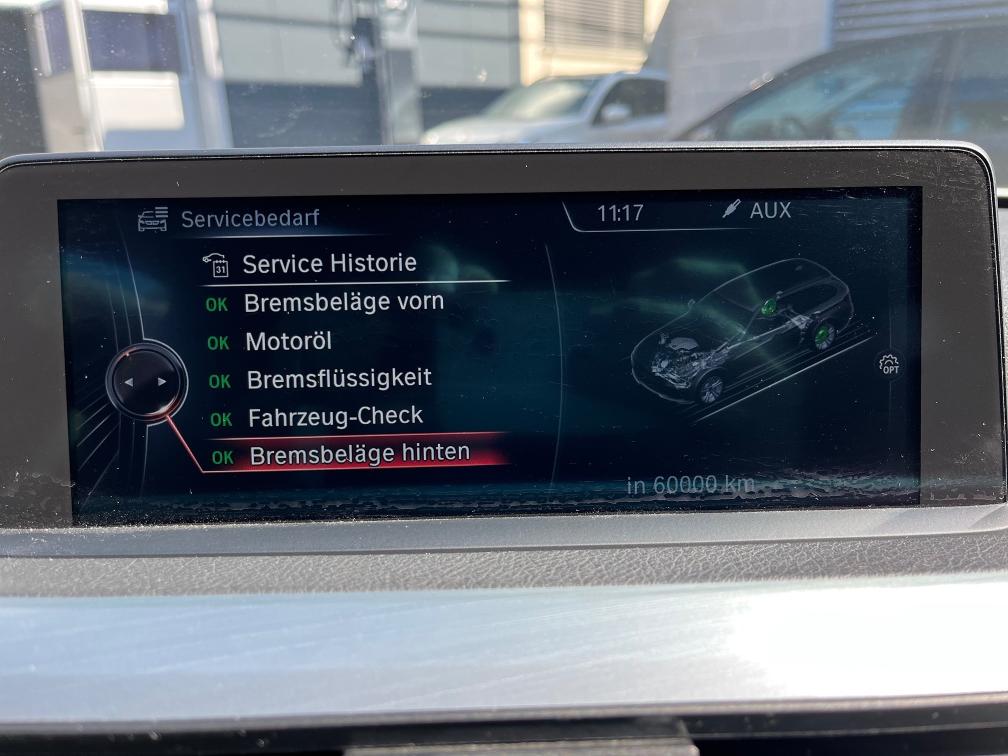 Servicebedarf
11:17
AUX
31
Service Historie
OK Bremsbeläge vorn
OK Motoröl
OK Bremsflüssigkeit
OK Fahrzeug-Check
OK Bremsbeläge hinten
OPT
in 60000 km